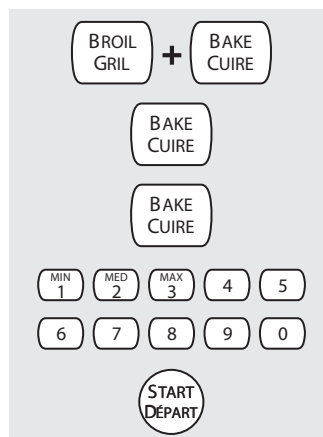 BROIL + BAKE
GRIL CUIRE
BAKE
CUIRE
BAKE
CUIRE
MIN MED MAX
1 2 3 4 5
6 7 8 9 0
START
DÉPART